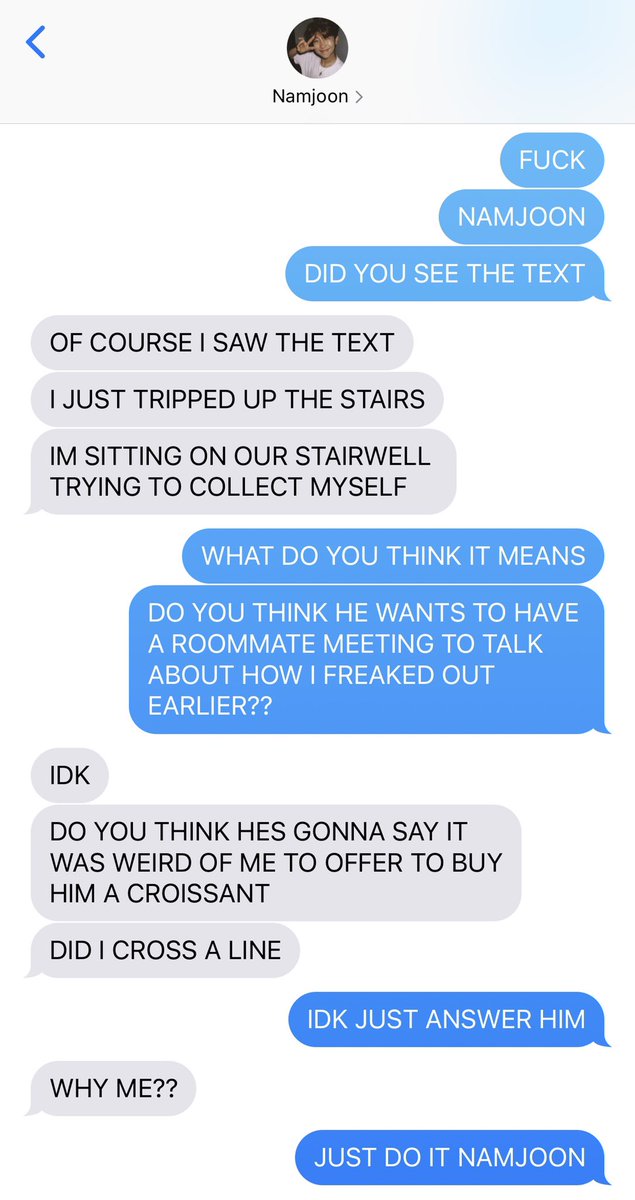 Namjoon
FUCK
NAMJOON
DID YOU SEE THE TEXT
OF COURSE I SAW THE TEXT
I JUST TRIPPED UP THE STAIRS
IM SITTING ON OUR STAIRWELL
TRYING TO COLLECT MYSELF
WHAT DO YOU THINK IT MEANS
DO YOU THINK HE WANTS TO HAVE
A ROOMMATE MEETING TO TALK
ABOUT HOW I FREAKED OUT
EARLIER??
IDK
DO YOU THINK HES GONNA SAY IT
WAS WEIRD OF ME TO OFFER TO BUY
HIM A CROISSANT
DID I CROSS A LINE
IDK JUST ANSWER HIM
WHY ME??
JUST DO IT NAMJOON